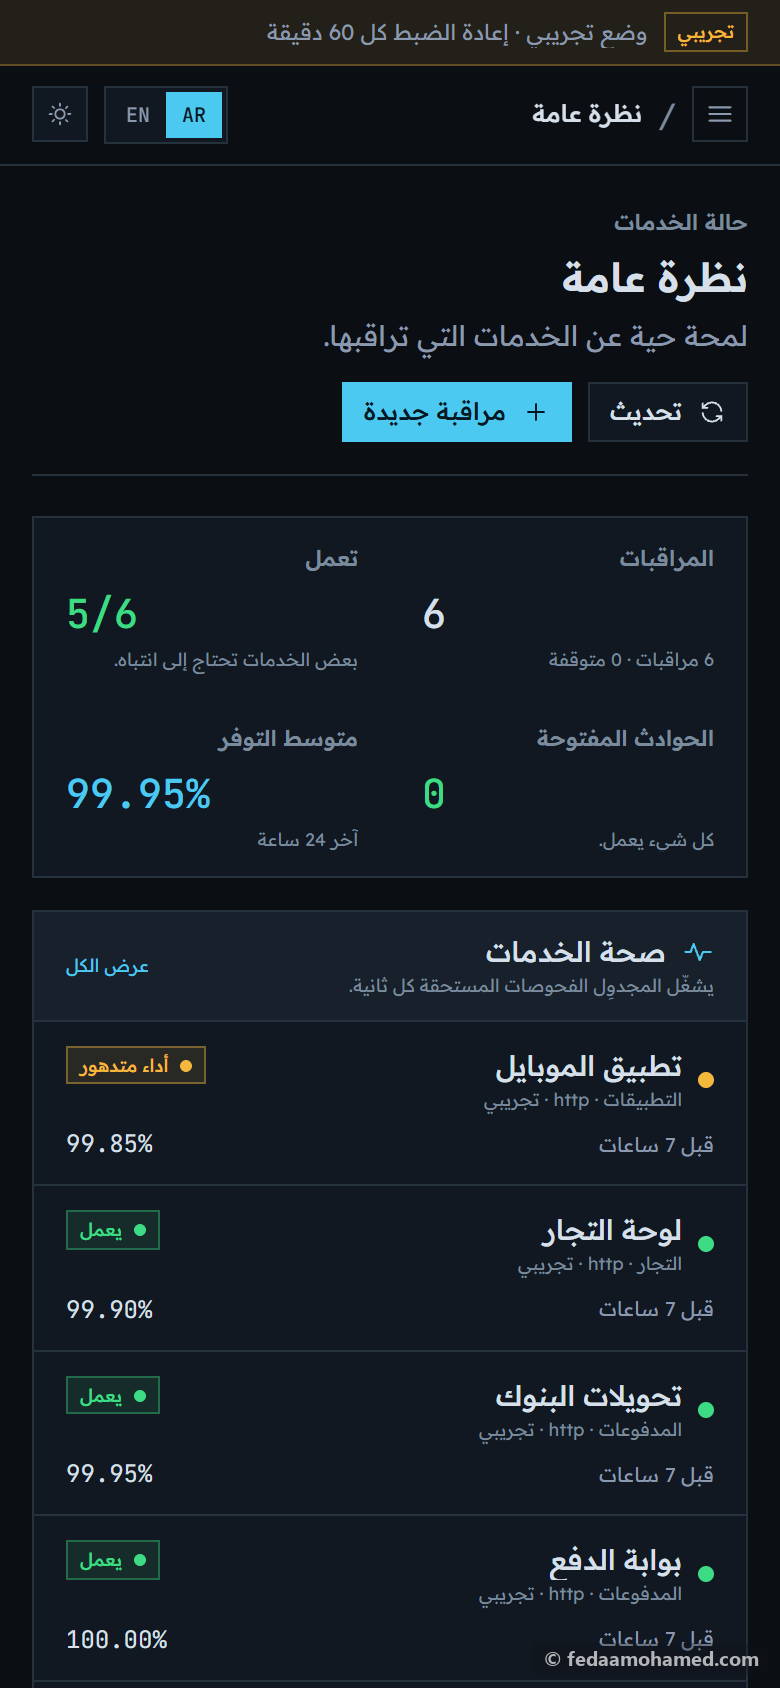 تجريبي وضع تجريبي · إعادة الضبط كل 60 دقيقة
نظرة عامة / AR EN
حالة الخدمات
نظرة عامة
لمحة حية عن الخدمات التي تراقبها.
تحديث + مراقبة جديدة
المراقبات
6
6 مراقبات · 0 متوقفة
تعمل
5/6
بعض الخدمات تحتاج إلى انتباه.
الحوادث المفتوحة
0
كل شيء يعمل.
متوسط التوفر
99.95%
آخر 24 ساعة
صحة الخدمات
يشغّل المجدوِل الفحوصات المستحقة كل ثانية.
عرض الكل
تطبيق الموبايل
أداء متدهور
التطبيقات · http · تجريبي
قبل 7 ساعات
99.85%
لوحة التجار
يعمل
التجار · http · تجريبي
قبل 7 ساعات
99.90%
تحويلات البنوك
يعمل
المدفوعات · http · تجريبي
قبل 7 ساعات
99.95%
بوابة الدفع
يعمل
المدفوعات · http · تجريبي
قبل 7 ساعات
100.00%
© fedaamohamed.com